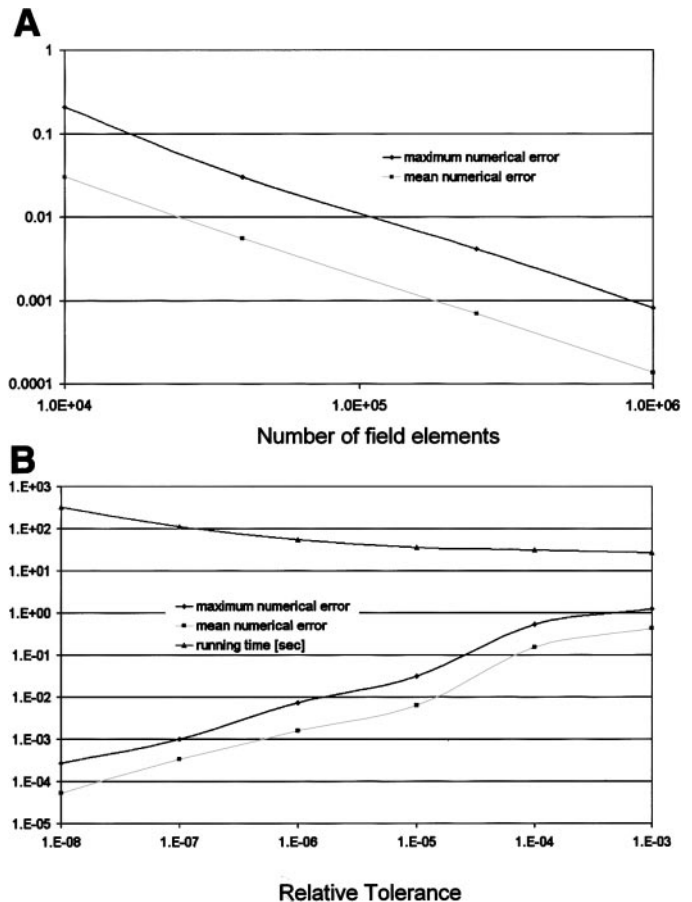 A
1
0.1
maximum numerical error
mean numerical error
0.01
0.001
0.0001
1.0E+04 1.0E+05 1.0E+06
Number of field elements
B
1.E+03
1.E+02
1.E+01
1.E+00
maximum numerical error
mean numerical error
running time [sec]
1.E-01
1.E-02
1.E-03
1.E-04
1.E-05
1.E-08 1.E-07 1.E-06 1.E-05 1.E-04 1.E-03
Relative Tolerance